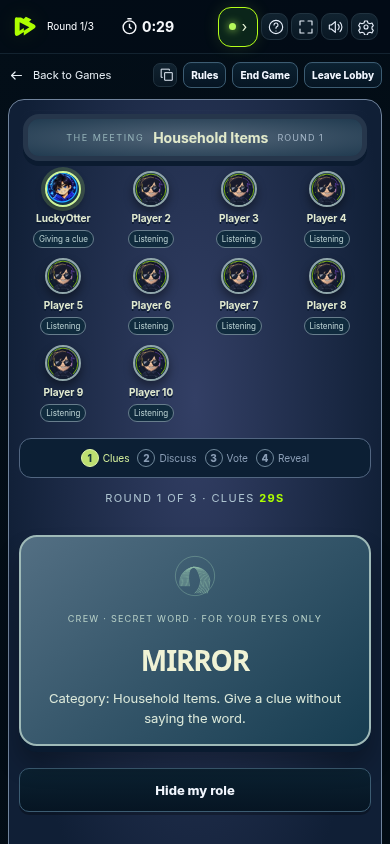 Round 1/3
0:29
Back to Games
Rules
End Game
Leave Lobby
THE MEETING Household Items ROUND 1
LuckyOtter Player 2 Player 3 Player 4
Giving a clue Listening Listening Listening
Player 5 Player 6 Player 7 Player 8
Listening Listening Listening Listening
Player 9 Player 10
Listening Listening
1 Clues 2 Discuss 3 Vote 4 Reveal
ROUND 1 OF 3 · CLUES 29S
CREW · SECRET WORD · FOR YOUR EYES ONLY
MIRROR
Category: Household Items. Give a clue without
saying the word.
Hide my role